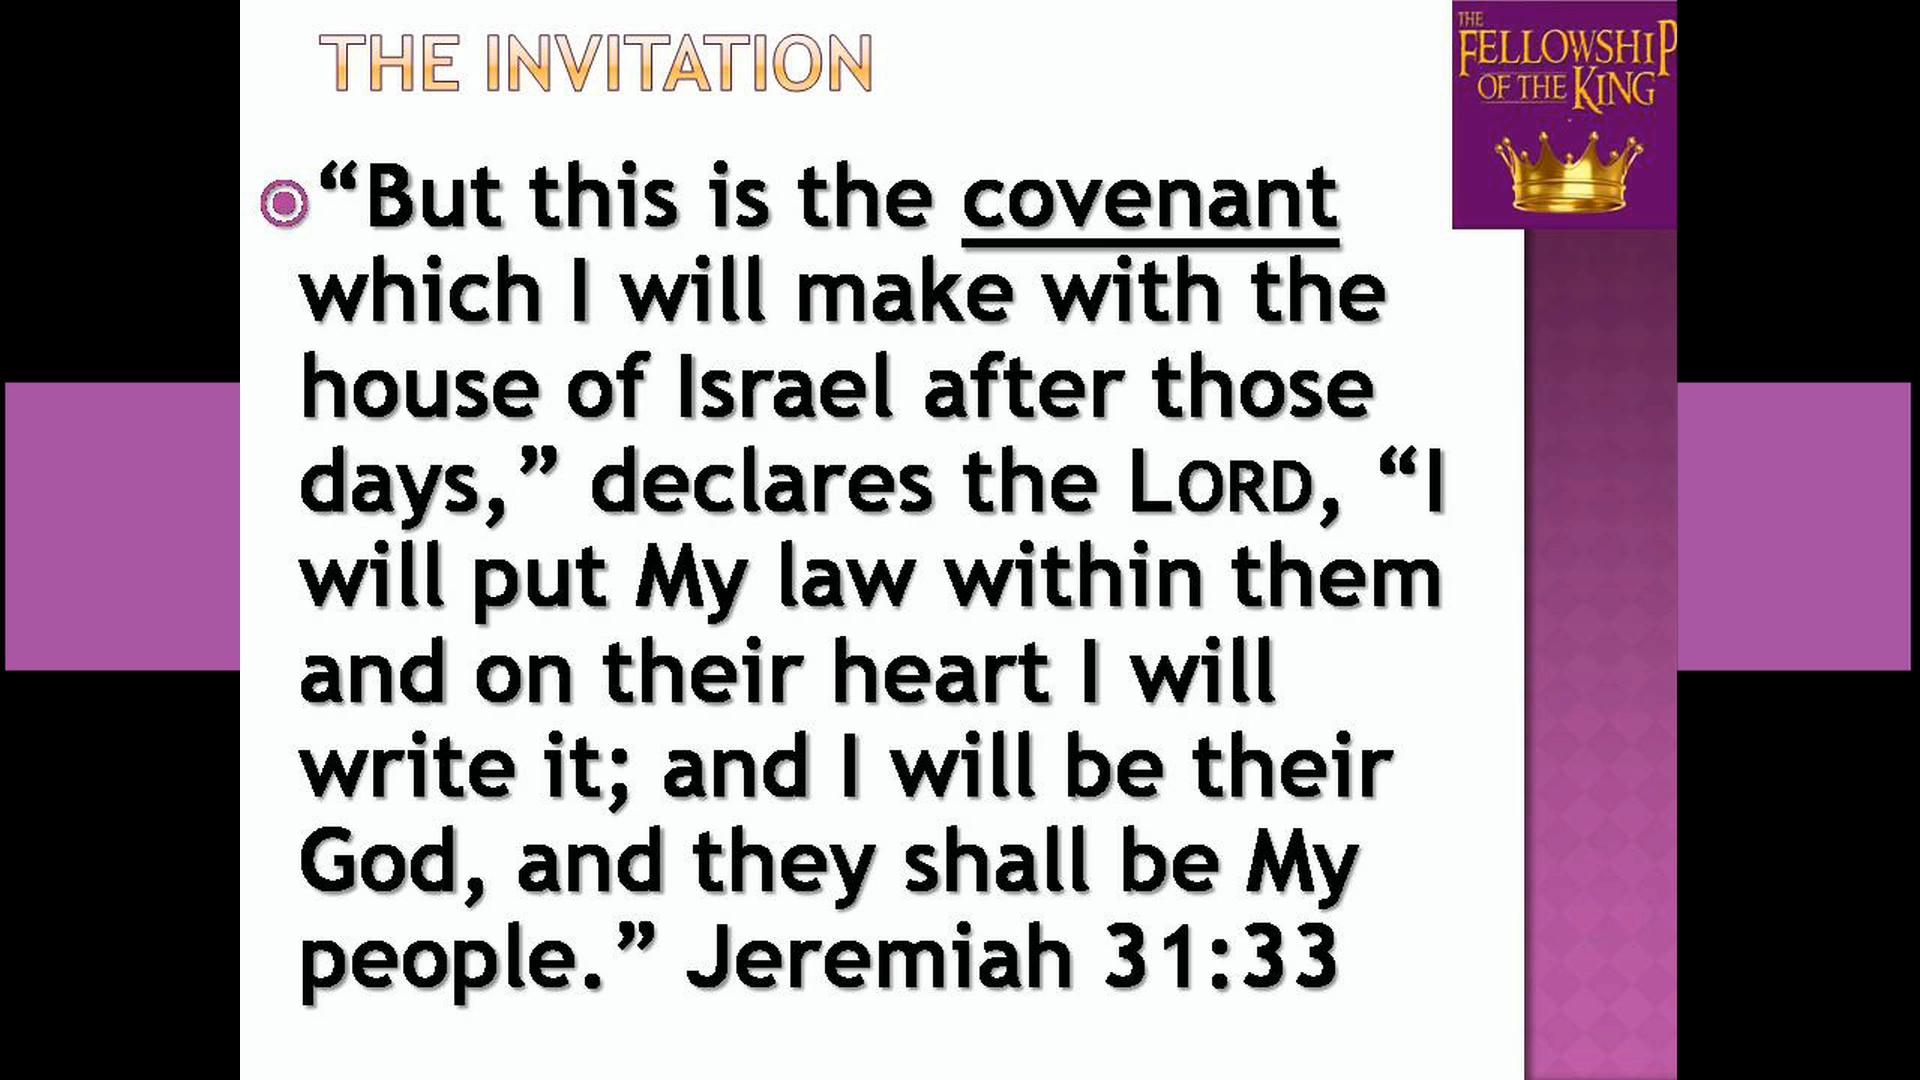 THE INVITATION
THE
FELLOWSHIP
OF THE KING
“But this is the covenant
which I will make with the
house of Israel after those
days,” declares the LORD, “I
will put My law within them
and on their heart I will
write it; and I will be their
God, and they shall be My
people.” Jeremiah 31:33